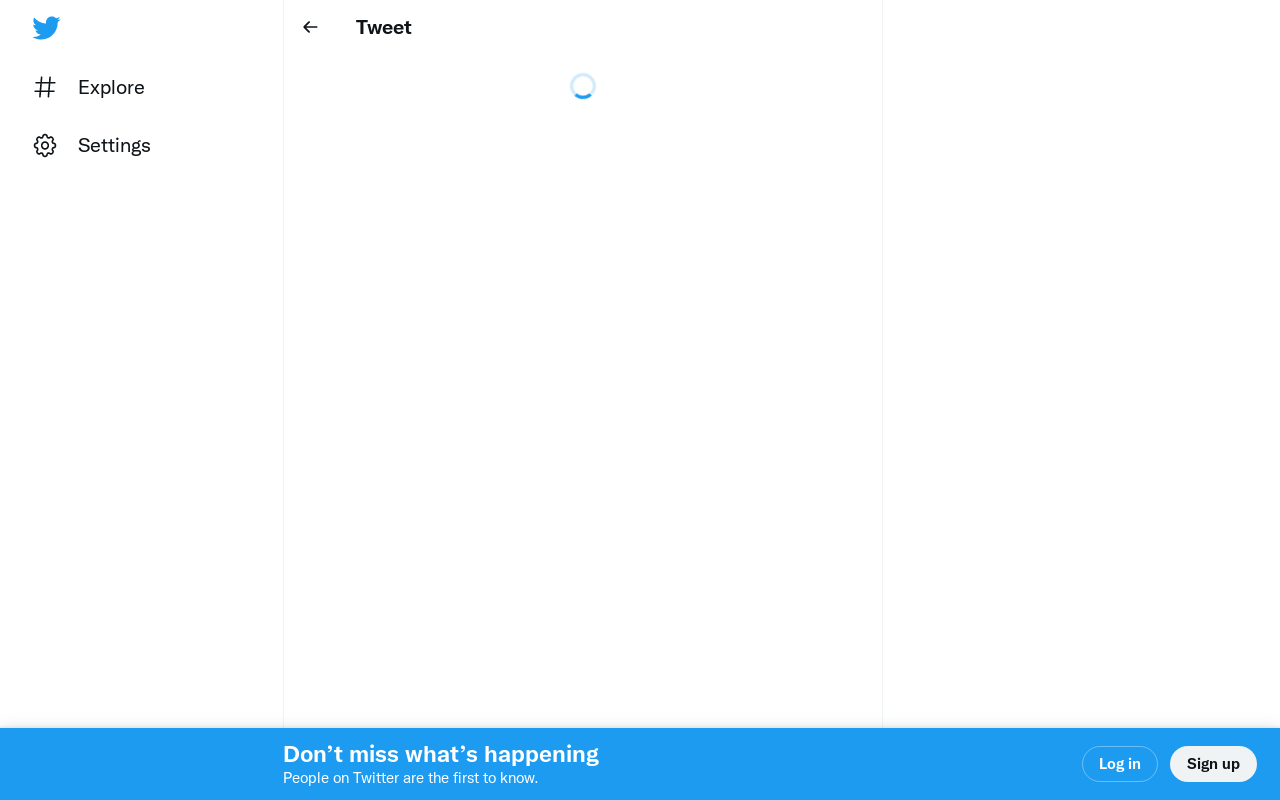 Tweet
Explore
Settings
Don’t miss what’s happening
People on Twitter are the first to know.
Log in
Sign up